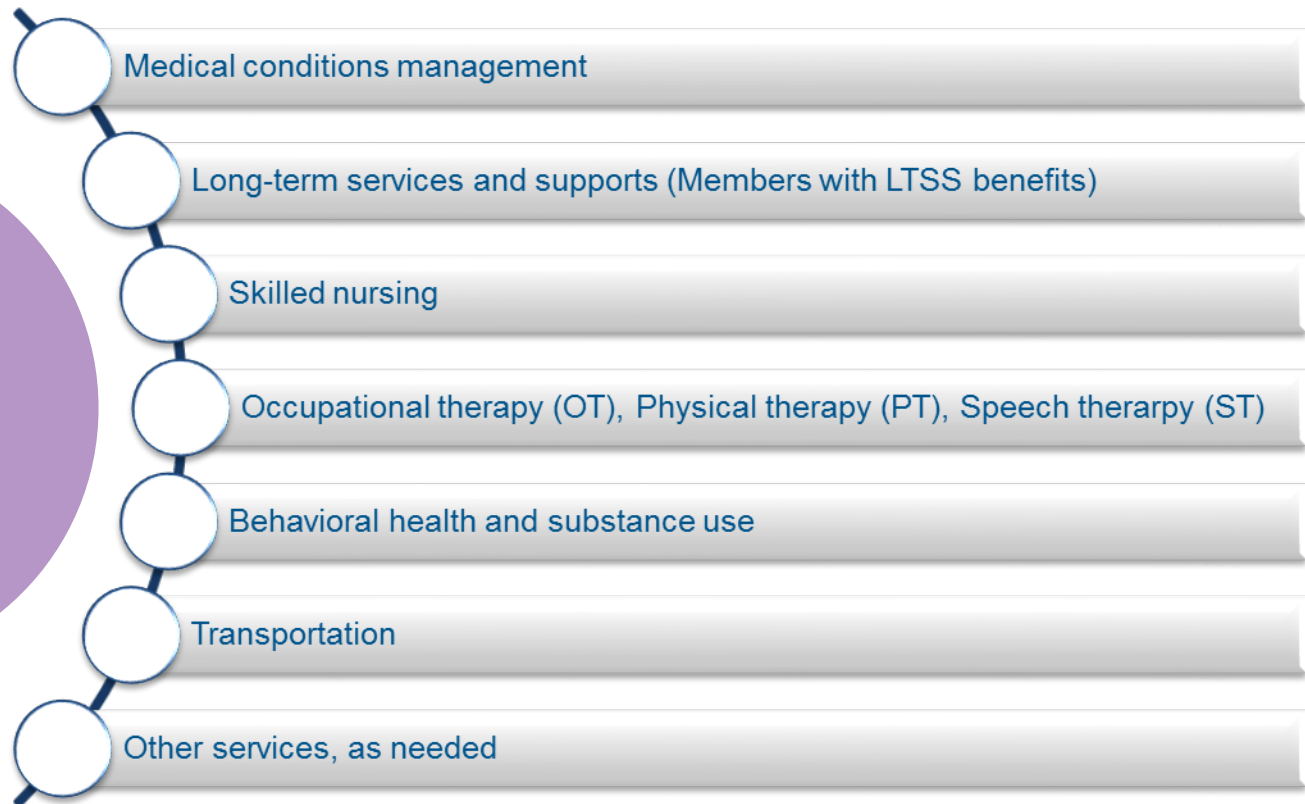 Medical conditions management
Long-term services and supports (Members with LTSS benefits)
Skilled nursing
Occupational therapy (OT), Physical therapy (PT), Speech therarpy (ST)
Behavioral health and substance use
Transportation
Other services, as needed